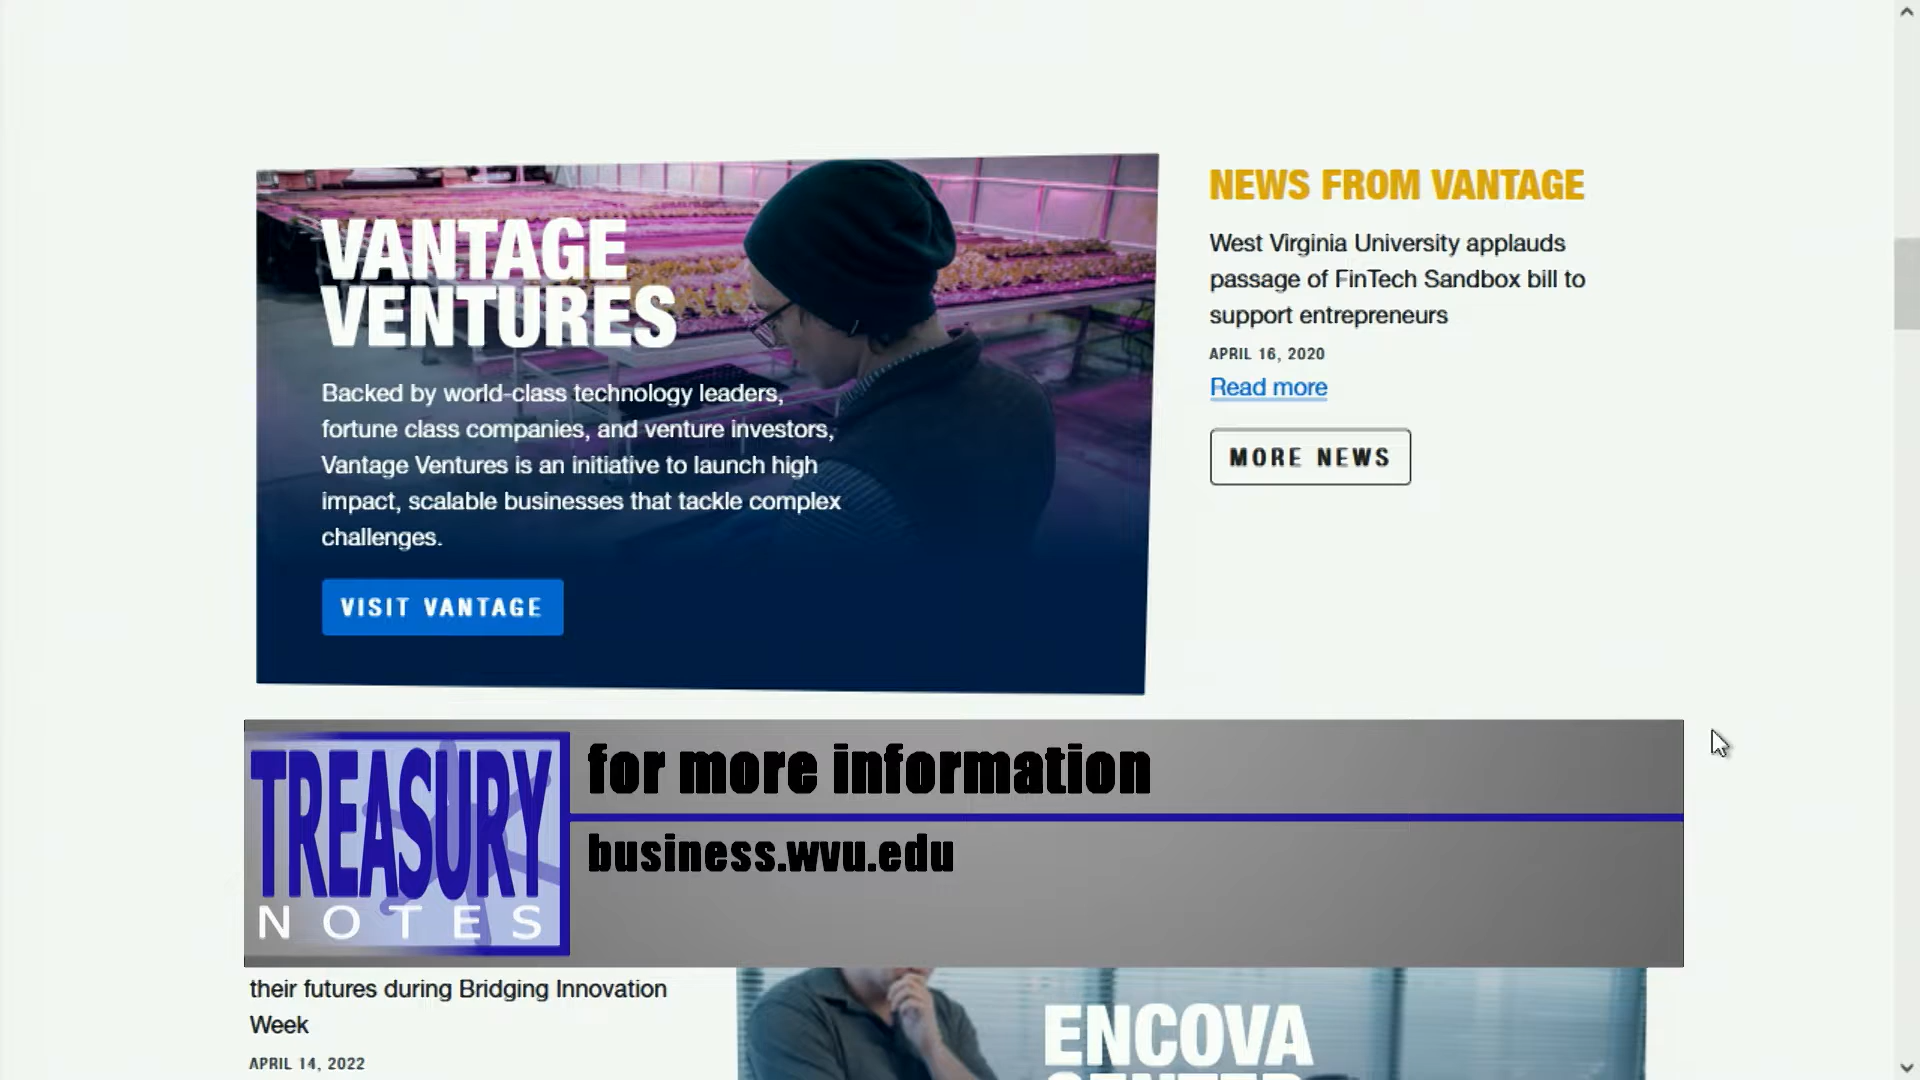 VANTAGE
VENTURES
Backed by world-class technology leaders,
fortune class companies, and venture investors,
Vantage Ventures is an initiative to launch high
impact, scalable businesses that tackle complex
challenges.
VISIT VANTAGE
NEWS FROM VANTAGE
West Virginia University applauds
passage of FinTech Sandbox bill to
support entrepreneurs
APRIL 16, 2020
Read more
MORE NEWS
TREASURY
NOTES
for more information
business.wvu.edu
their futures during Bridging Innovation
Week
APRIL 14, 2022
ENCOVA